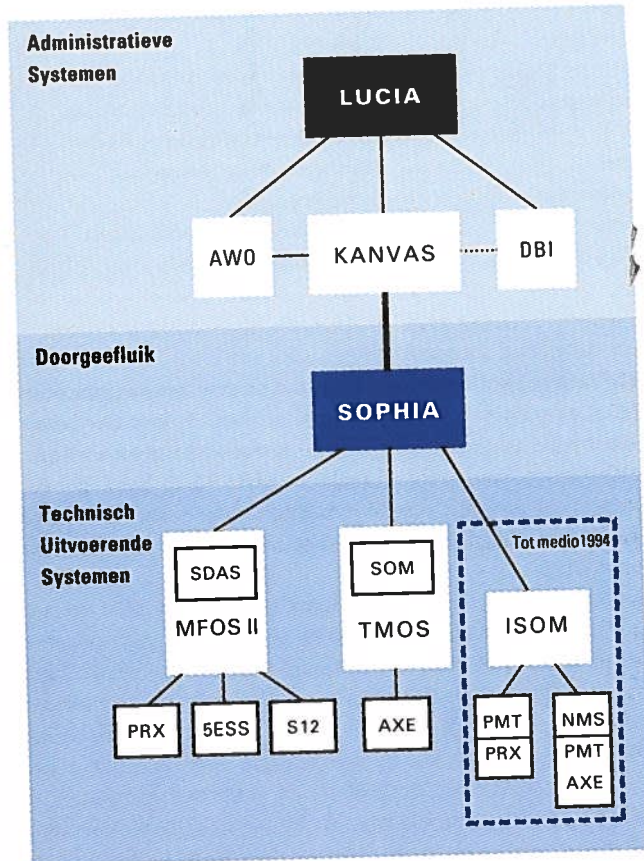 Administratieve
Systemen
LUCIA
AWO
KANVAS
DBI
Doorgeefluik
SOPHIA
Technisch
Uitvoerende
Systemen
Tot medio1994
SDAS
MFOS II
SOM
TMOS
ISOM
PRX
5ESS
S12
AXE
PMT
PRX
NMS
PMT
AXE